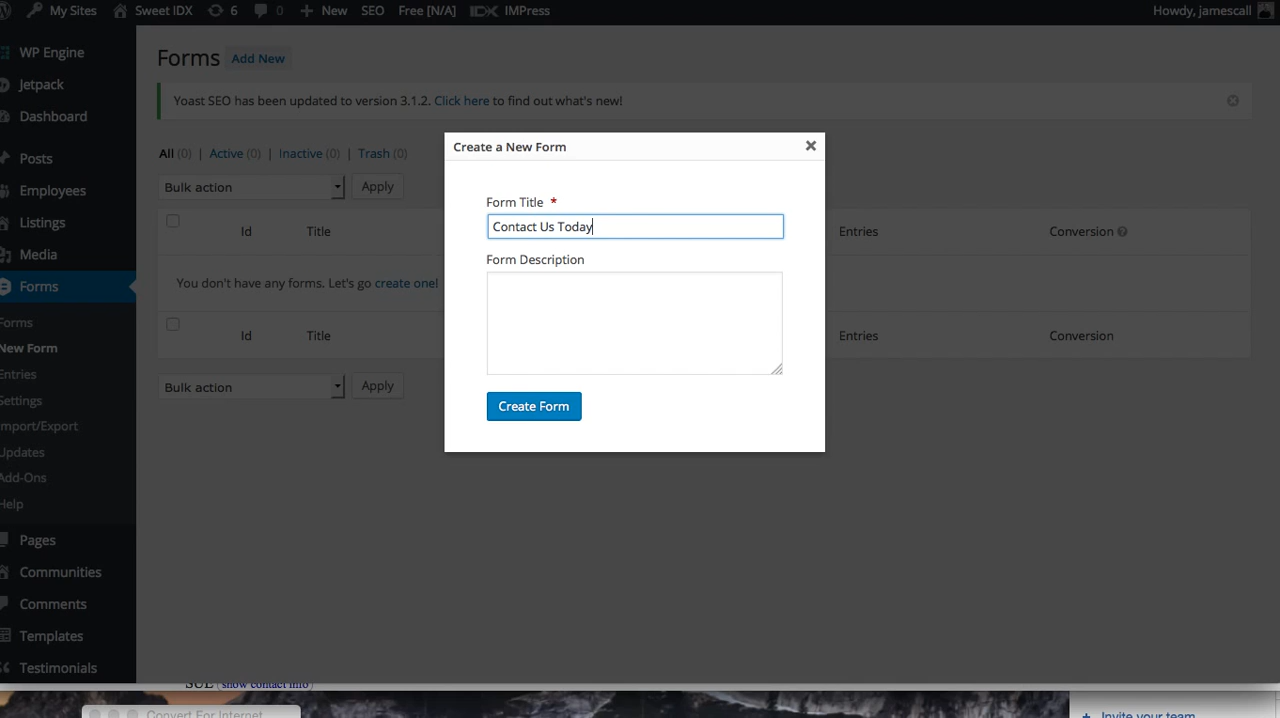 My Sites Sweet IDX 6 0 New SEO Free [N/A] IDX IMPress Howdy, jamescall
WP Engine
Jetpack
Dashboard
Posts
Employees
Listings
Media
Forms
Forms
New Form
Entries
Settings
Import/Export
Updates
Add-Ons
Help
Pages
Communities
Comments
Templates
Testimonials
Forms Add New
Yoast SEO has been updated to version 3.1.2. Click here to find out what's new!
All (0) | Active (0) | Inactive (0) | Trash (0)
Bulk action Apply
Id Title Entries Conversion
You don't have any forms. Let's go create one!
Id Title Entries Conversion
Bulk action Apply
Create a New Form
Form Title *
Contact Us Today
Form Description
Create Form
SUE (show contact info)
Convert For Internet
Invite your team